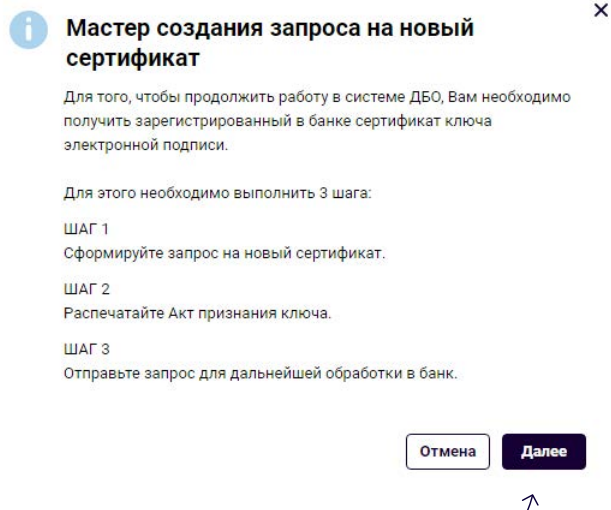 Мастер создания запроса на новый
сертификат
Для того, чтобы продолжить работу в системе ДБО, Вам необходимо
получить зарегистрированный в банке сертификат ключа
электронной подписи.
Для этого необходимо выполнить 3 шага:
ШАГ 1
Сформируйте запрос на новый сертификат.
ШАГ 2
Распечатайте Акт признания ключа.
ШАГ 3
Отправьте запрос для дальнейшей обработки в банк.
Отмена Далее